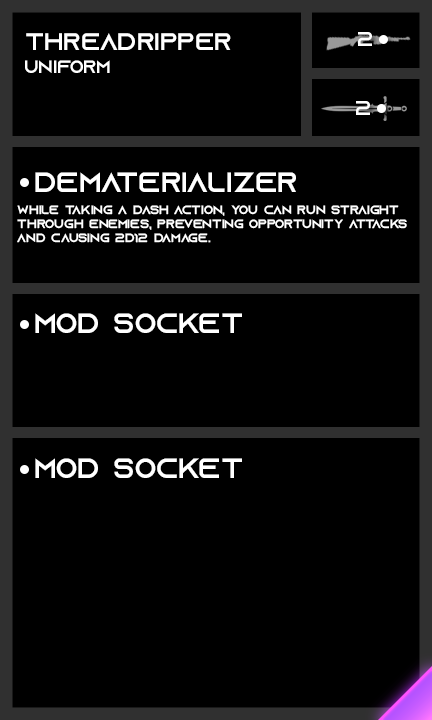 THREADRIPPER
UNIFORM
2•
2•
•DEMATERIALIZER
WHILE TAKING A DASH ACTION, YOU CAN RUN STRAIGHT
THROUGH ENEMIES, PREVENTING OPPORTUNITY ATTACKS
AND CAUSING 2D12 DAMAGE.
•MOD SOCKET
•MOD SOCKET